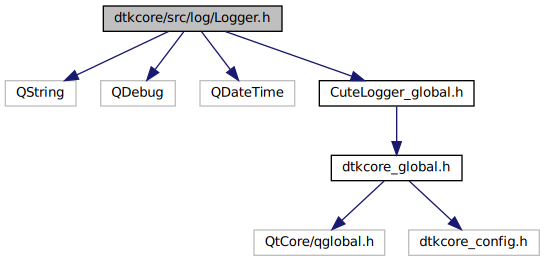 dtkcore/src/log/Logger.h
QString
QDebug
QDateTime
CuteLogger_global.h
dtkcore_global.h
QtCore/qglobal.h
dtkcore_config.h